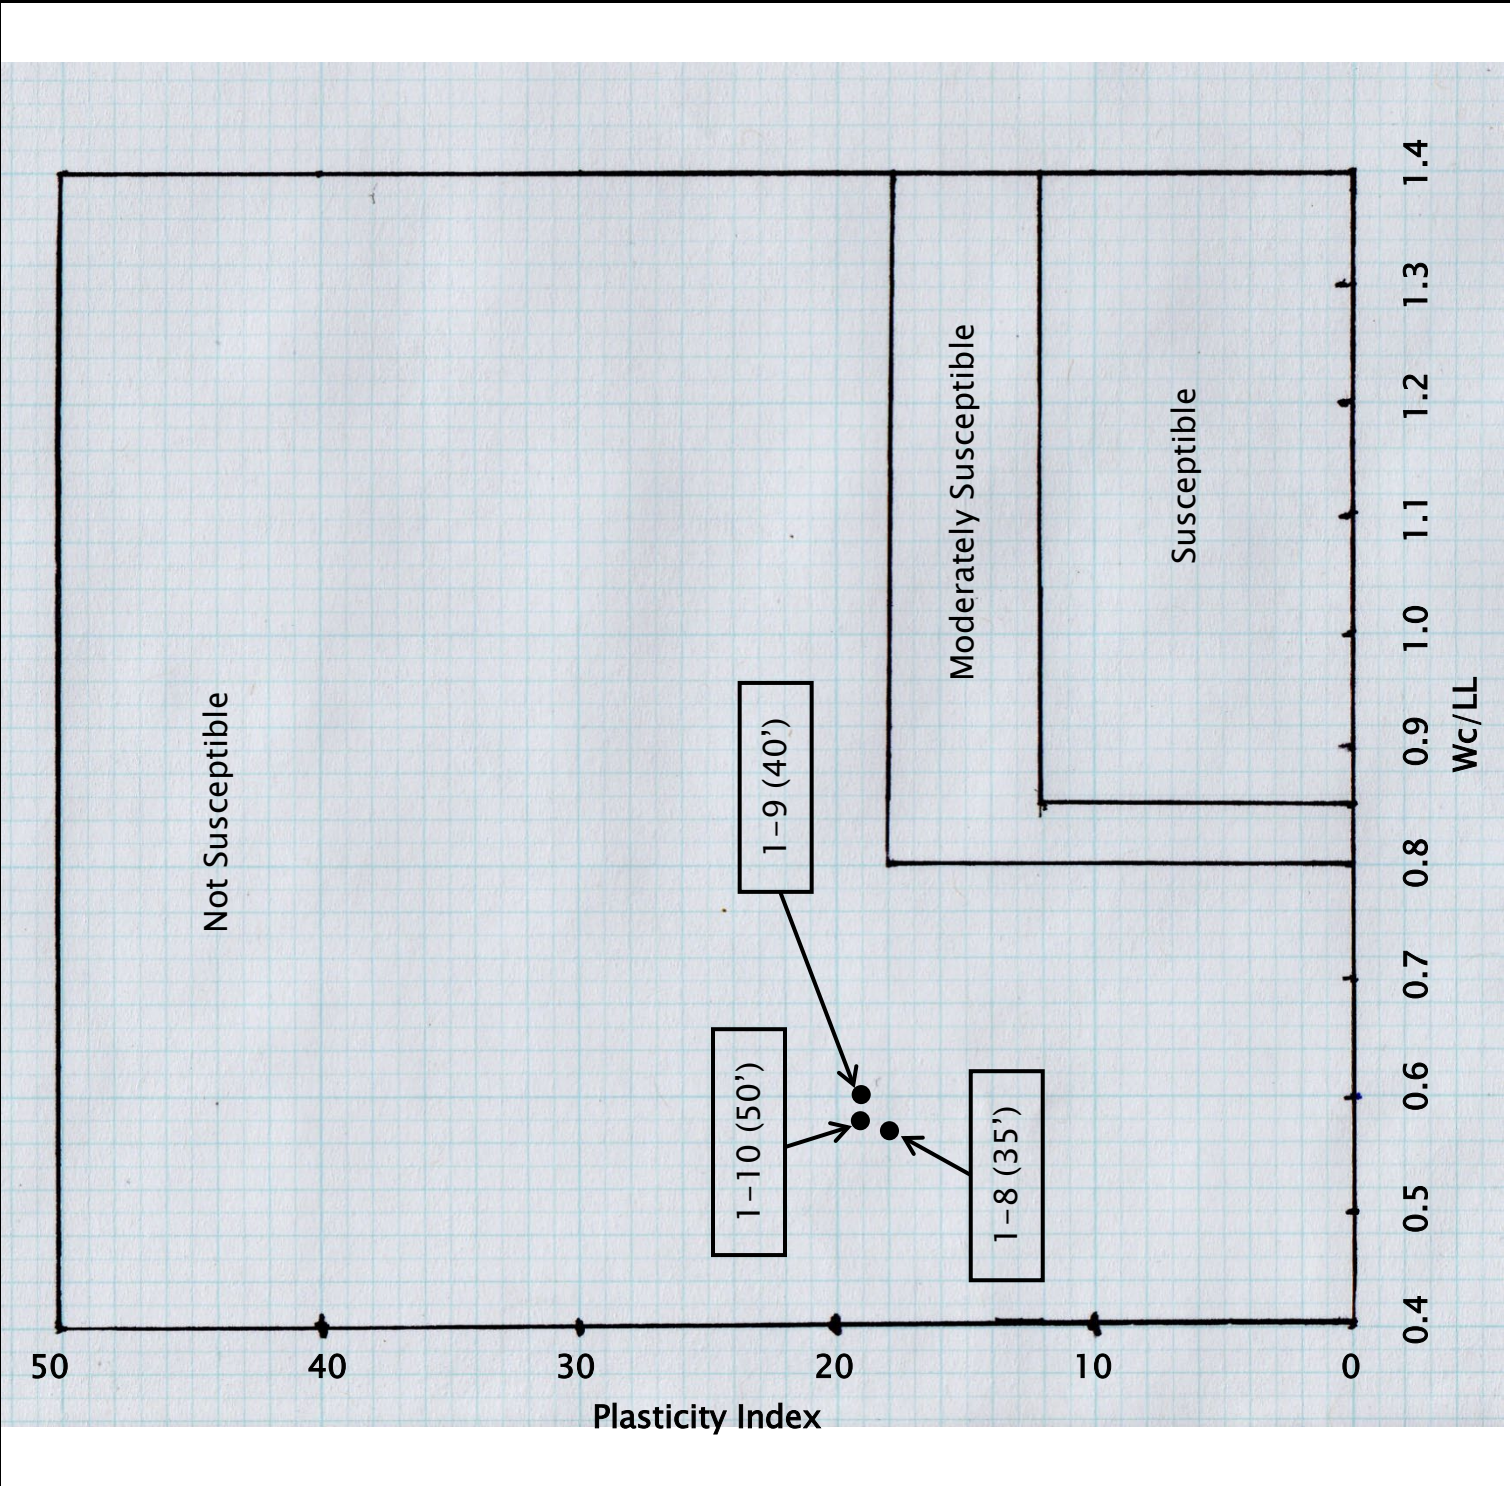 1.4
1.3
1.2
1.1
1.0
0.9
0.8
0.7
0.6
0.5
0.4
Wc/LL
Susceptible
Moderately Susceptible
Not Susceptible
1-9 (40')
1-10 (50')
1-8 (35')
50 40 30 20 10 0
Plasticity Index